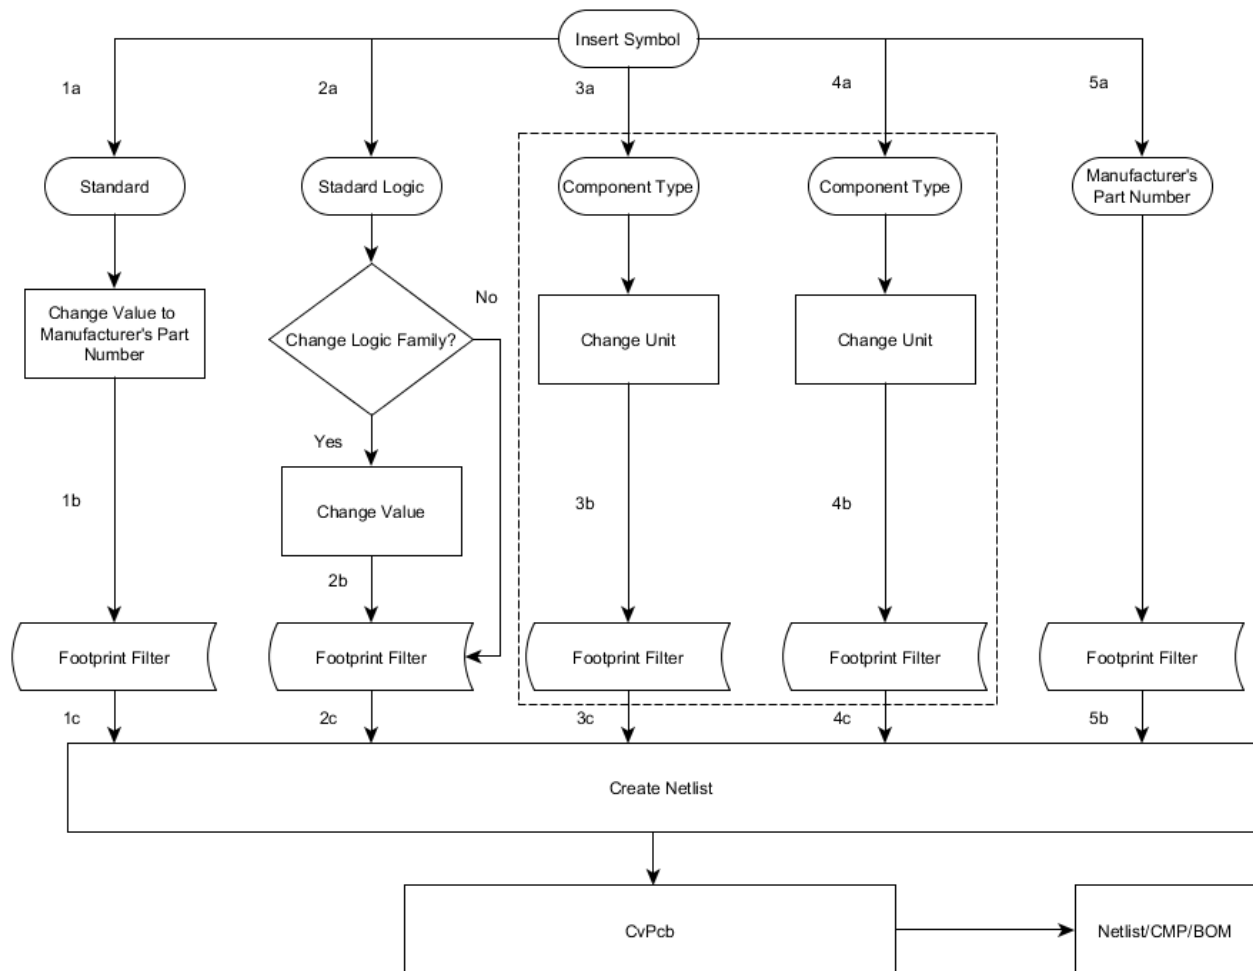 Insert Symbol
1a
2a
3a
4a
5a
Standard
Stadard Logic
Component Type
Component Type
Manufacturer's
Part Number
No
Change Value to
Manufacturer's Part
Number
Change Logic Family?
Change Unit
Change Unit
Yes
1b
Change Value
3b
4b
2b
Footprint Filter
Footprint Filter
Footprint Filter
Footprint Filter
Footprint Filter
1c
2c
3c
4c
5b
Create Netlist
CvPcb
Netlist/CMP/BOM